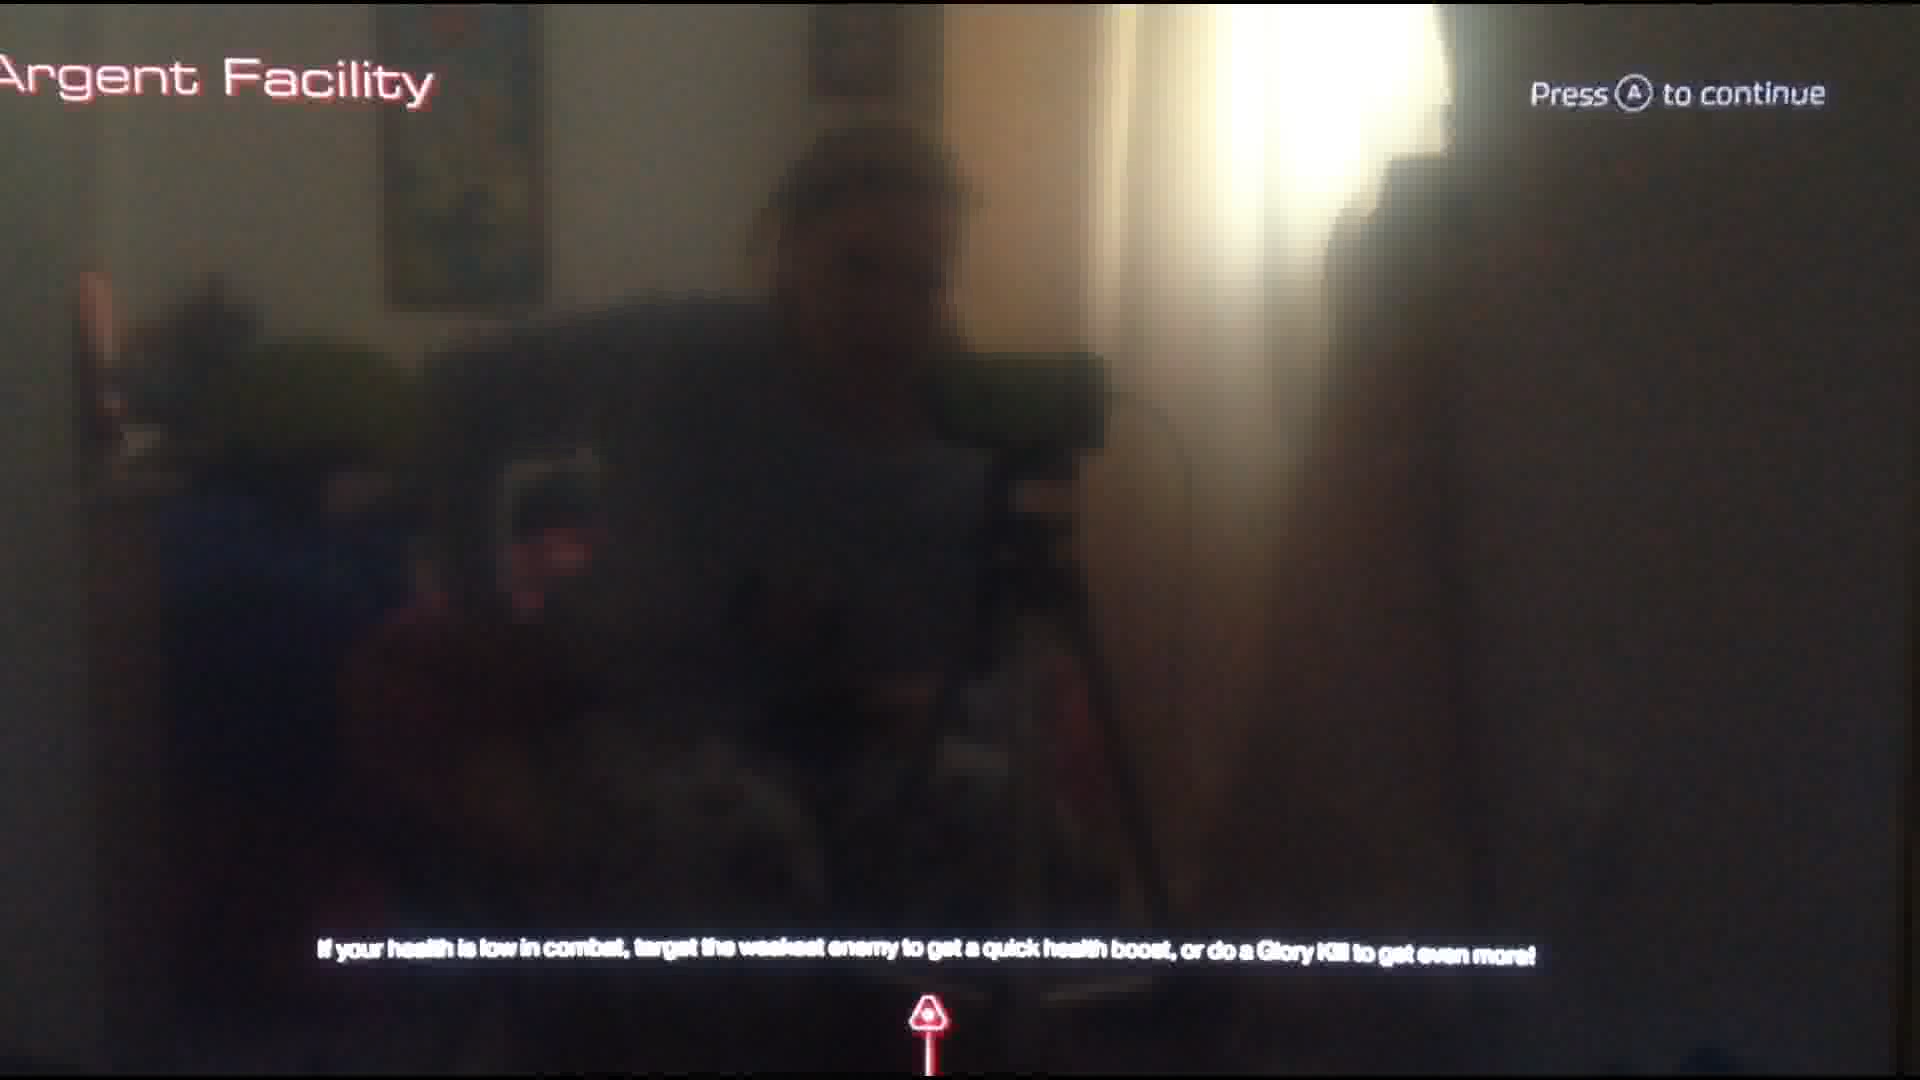 Argent Facility
Press A to continue
If your health is low in combat, target the weakest enemy to get a quick health boost, or do a Glory Kill to get even more!